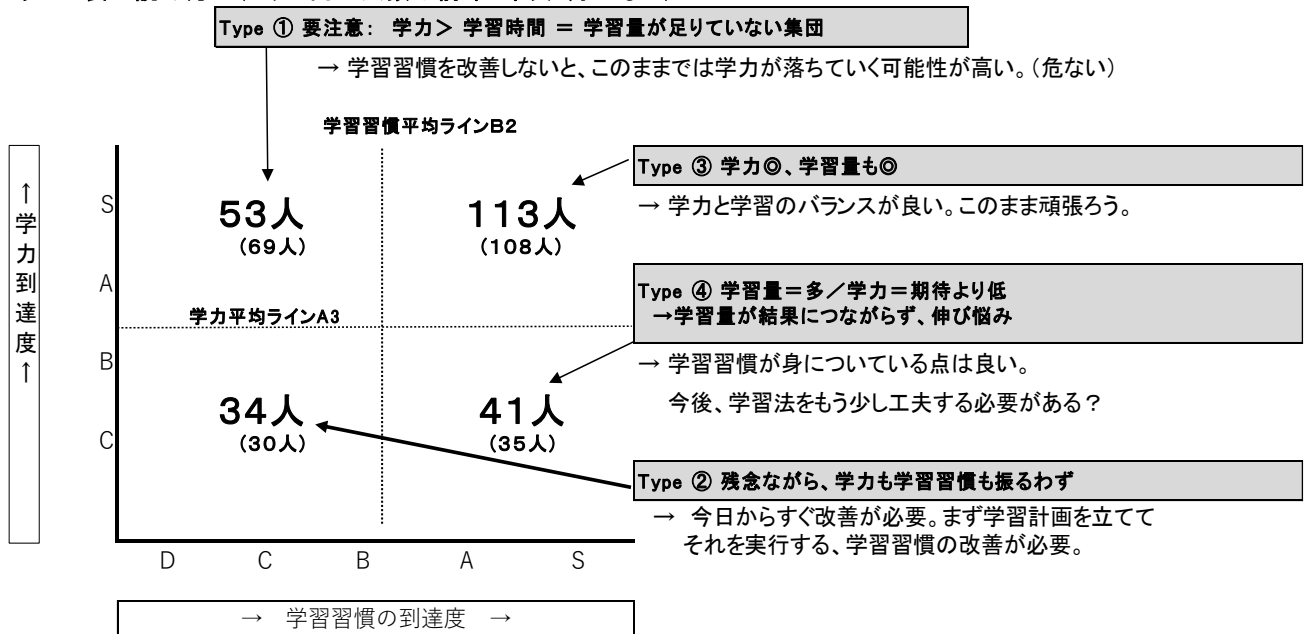 Type ① 要注意: 学力＞ 学習時間 ＝ 学習量が足りていない集団
→ 学習習慣を改善しないと、このままでは学力が落ちていく可能性が高い。（危ない）
学習習慣平均ラインB2
Type ③ 学力◎、学習量も◎
→ 学力と学習のバランスが良い。このまま頑張ろう。
↑学力到達度↑
S
A
B
C
53人
(69人)
113人
(108人)
学力平均ラインA3
Type ④ 学習量＝多／学力＝期待より低
→学習量が結果につながらず、伸び悩み
→ 学習習慣が身についている点は良い。
今後、学習法をもう少し工夫する必要がある？
34人
(30人)
41人
(35人)
Type ② 残念ながら、学力も学習習慣も振るわず
→ 今日からすぐ改善が必要。まず学習計画を立てて
それを実行する、学習習慣の改善が必要。
D C B A S
→ 学習習慣の到達度 →